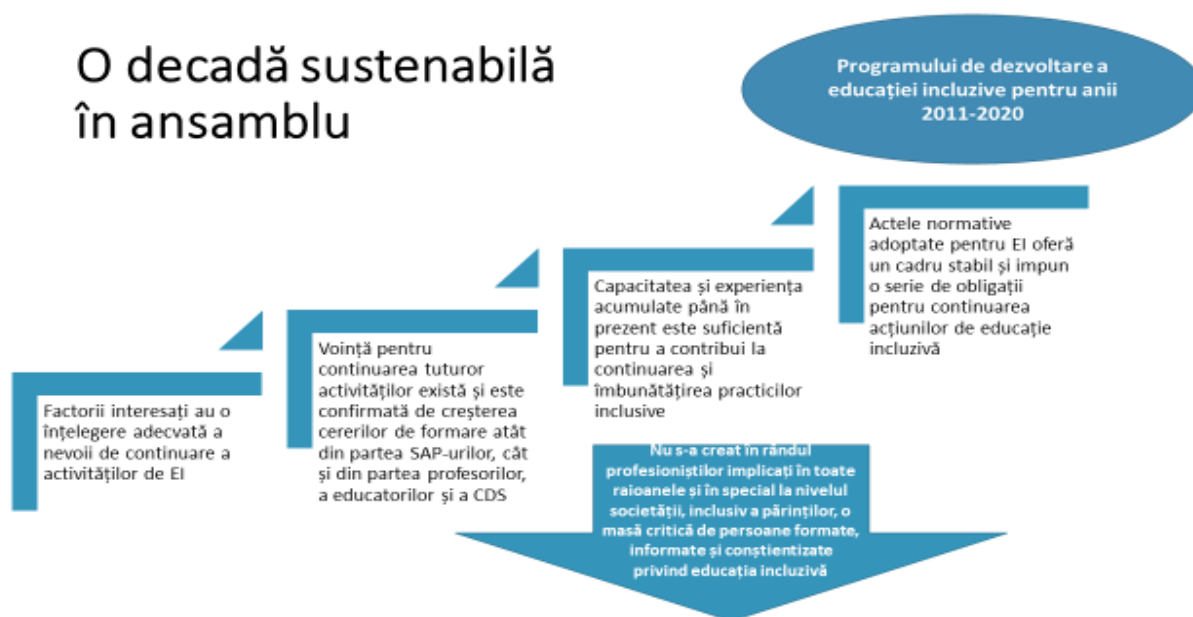 O decadă sustenabilă
în ansamblu
Programului de dezvoltare a
educației incluzive pentru anii
2011-2020
Factorii interesați au o
înțelegere adecvată a
nevoii de continuare a
activităților de EI
Voință pentru
continuarea tuturor
activităților există și este
confirmată de creșterea
cererilor de formare atât
din partea SAP-urilor, cât
și din partea profesorilor,
a educatorilor și a CDS
Capacitatea și experiența
acumulate până în
prezent este suficientă
pentru a contribui la
continuarea și
îmbunătățirea practicilor
inclusive
Actele normative
adoptate pentru EI oferă
un cadru stabil și impun
o serie de obligații
pentru continuarea
acțiunilor de educație
incluzivă
Nu s-a creat în rândul
profesioniștilor implicați în toate
raioanele și în special la nivelul
societății, inclusiv a părinților, o
masă critică de persoane formate,
informate și conștientizate
privind educația incluzivă